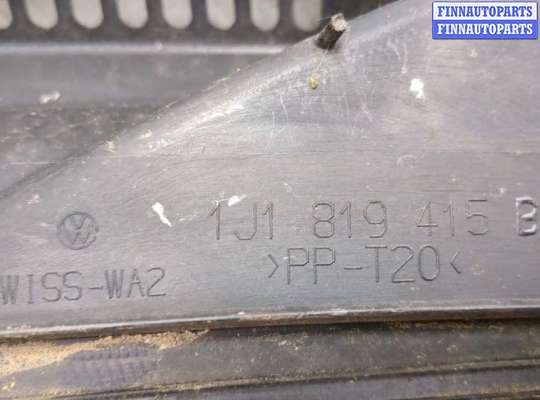 FINNAUTOPARTS
FINNAUTOPARTS
1J1 819 415 B
>PP-T20<
WISS-WA2